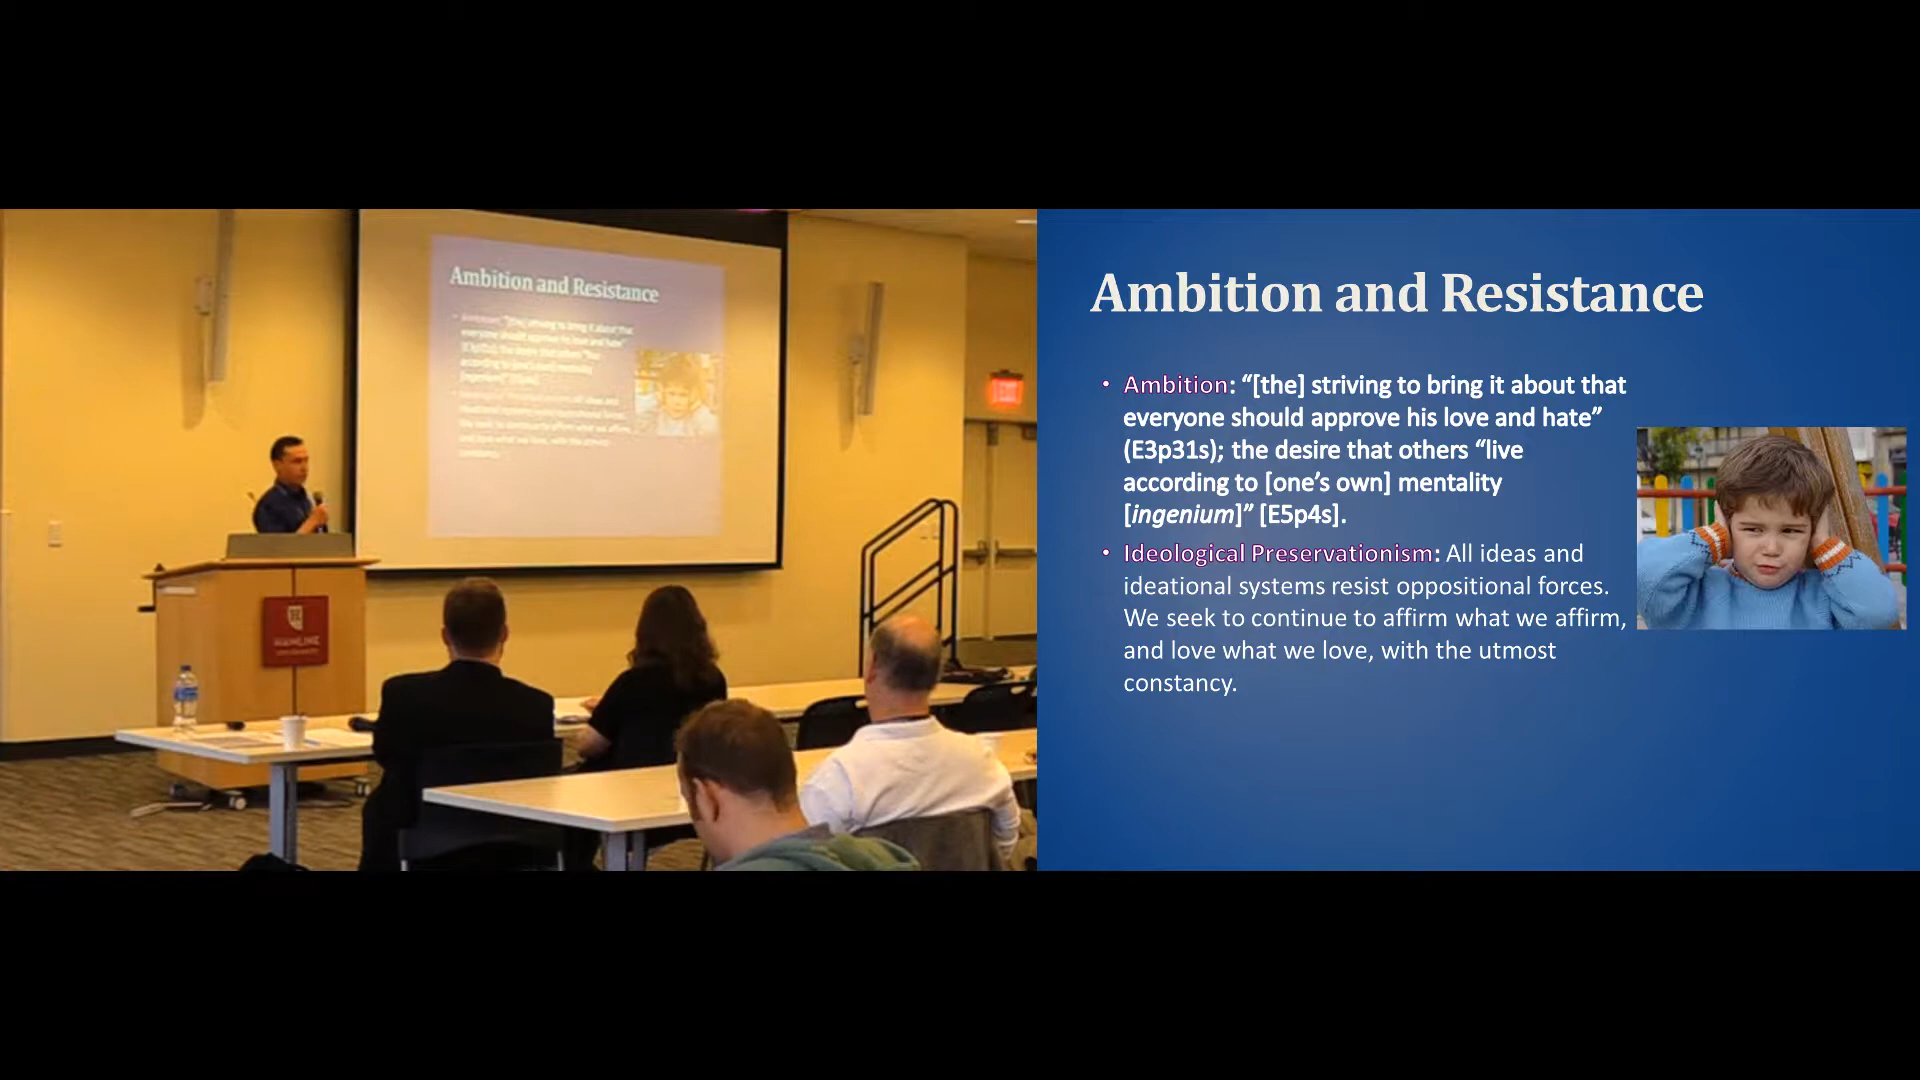 Ambition and Resistance
Ambition and Resistance
• Ambition: “[the] striving to bring it about that
everyone should approve his love and hate”
(E3p31s); the desire that others “live
according to [one’s own] mentality
[ingenium]” [E5p4s].
• Ideological Preservationism: All ideas and
ideational systems resist oppositional forces.
We seek to continue to affirm what we affirm,
and love what we love, with the utmost
constancy.
EXIT
HAMLINE